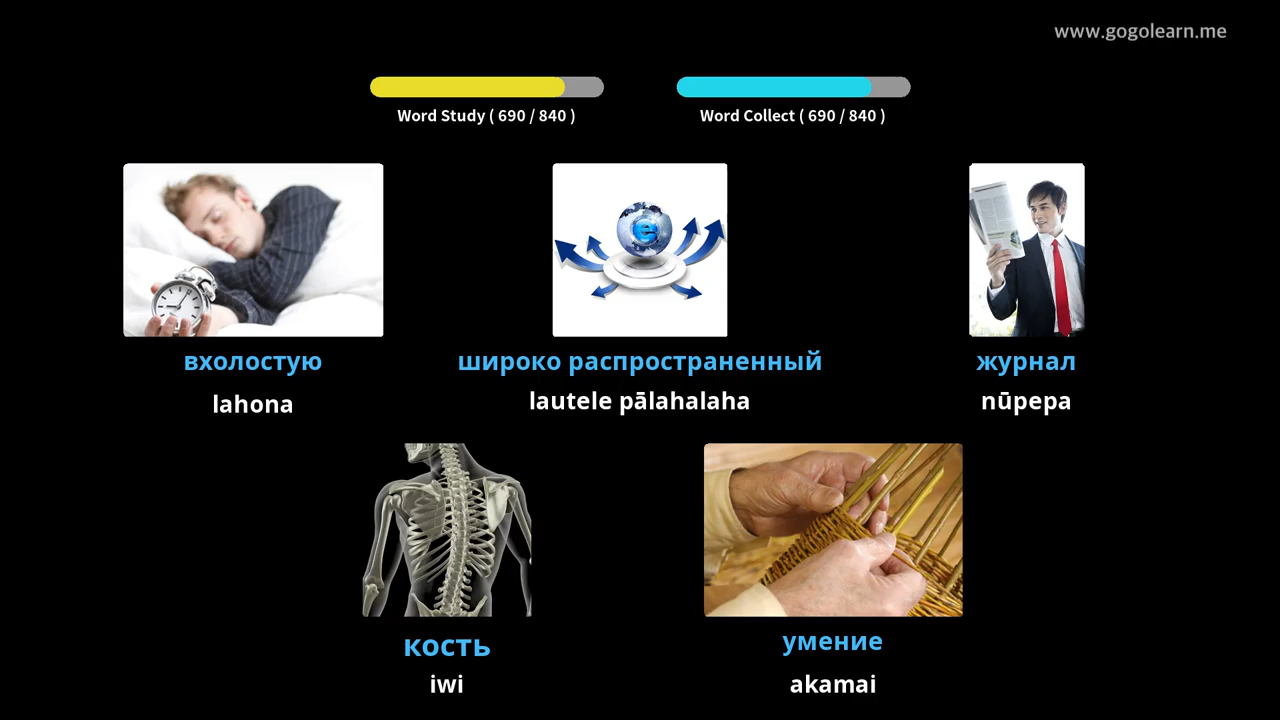 www.gogolearn.me
Word Study ( 690 / 840 )
Word Collect ( 690 / 840 )
вхолостую
lahona
широко распространенный
lautele pālahalaha
журнал
nūpepa
кость
iwi
умение
akamai